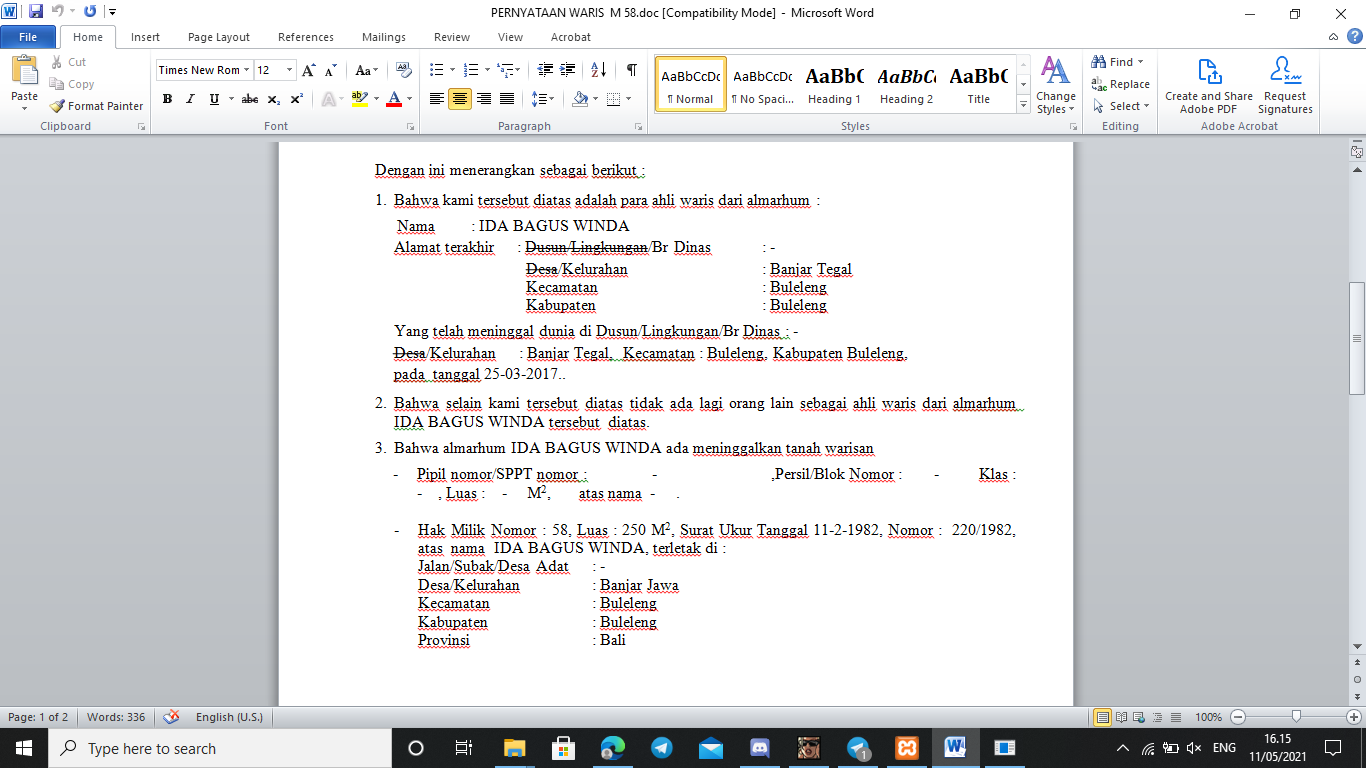 PERNYATAAN WARIS M 58.doc [Compatibility Mode] - Microsoft Word
File Home Insert Page Layout References Mailings Review View Acrobat
Paste
Cut
Copy
Format Painter
Clipboard
Times New Rom 12
Font
Paragraph
AaBbCcDc AaBbCcDc AaBbC AaBbCc AaBbC
¶ Normal ¶ No Spaci... Heading 1 Heading 2 Title
Styles
Change Styles
Find
Replace
Select
Editing
Create and Share Adobe PDF
Request Signatures
Adobe Acrobat
Dengan ini menerangkan sebagai berikut :
1. Bahwa kami tersebut diatas adalah para ahli waris dari almarhum :
Nama : IDA BAGUS WINDA
Alamat terakhir : Dusun/Lingkungan/Br Dinas : -
Desa/Kelurahan : Banjar Tegal
Kecamatan : Buleleng
Kabupaten : Buleleng
Yang telah meninggal dunia di Dusun/Lingkungan/Br Dinas : -
Desa/Kelurahan : Banjar Tegal, Kecamatan : Buleleng, Kabupaten Buleleng,
pada tanggal 25-03-2017..
2. Bahwa selain kami tersebut diatas tidak ada lagi orang lain sebagai ahli waris dari almarhum
IDA BAGUS WINDA tersebut diatas.
3. Bahwa almarhum IDA BAGUS WINDA ada meninggalkan tanah warisan
- Pipil nomor/SPPT nomor : - ,Persil/Blok Nomor : - Klas :
- , Luas : - M², atas nama - .
- Hak Milik Nomor : 58, Luas : 250 M², Surat Ukur Tanggal 11-2-1982, Nomor : 220/1982,
atas nama IDA BAGUS WINDA, terletak di :
Jalan/Subak/Desa Adat : -
Desa/Kelurahan : Banjar Jawa
Kecamatan : Buleleng
Kabupaten : Buleleng
Provinsi : Bali
Page: 1 of 2 Words: 336 English (U.S.) 100%
Type here to search
ENG
16.15
11/05/2021